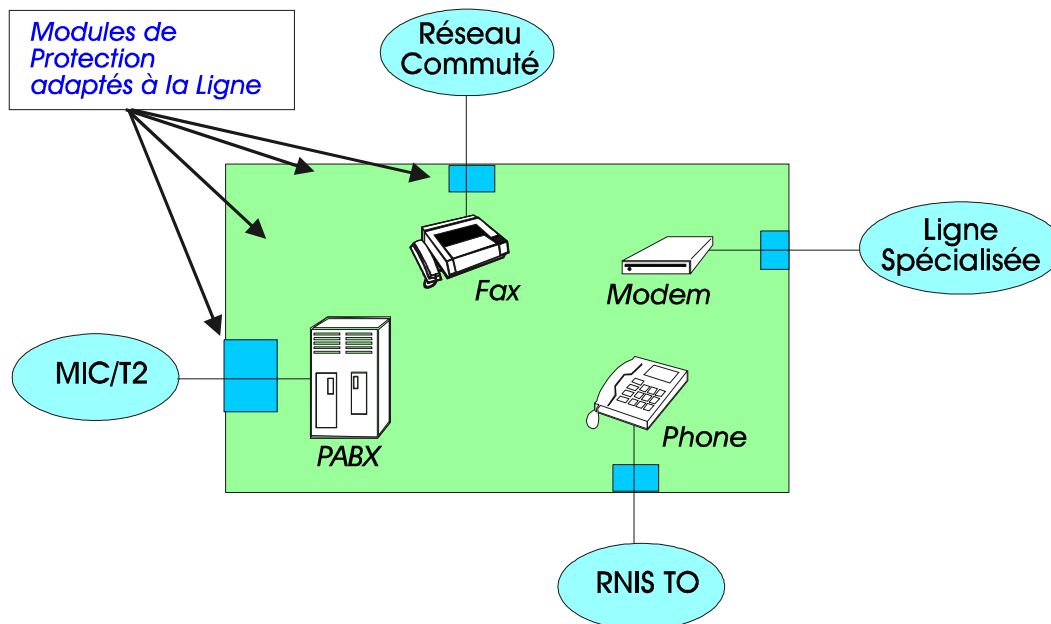 Modules de
Protection
adaptés à la Ligne
Réseau
Commuté
Ligne
Spécialisée
Fax
Modem
MIC/T2
PABX
Phone
RNIS TO